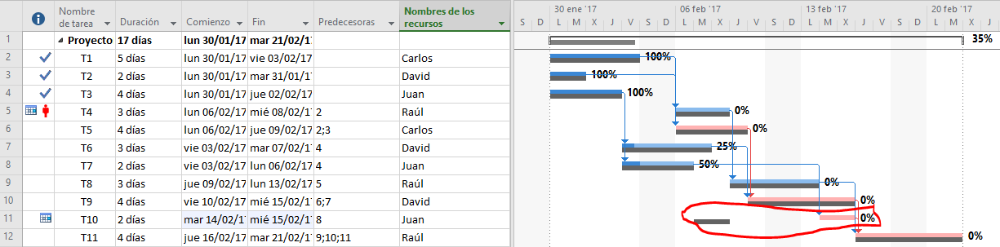 Nombre de tarea Duración Comienzo Fin Predecesoras Nombres de los recursos
30 ene '17 06 feb '17 13 feb '17 20 feb '17
S D L M X J V S D L M X J V S D L M X J V S D L M X J V S
1 Proyecto 17 días lun 30/01/17 mar 21/02/1 35%
2 T1 5 días lun 30/01/17 vie 03/02/17 Carlos 100%
3 T2 2 días lun 30/01/17 mar 31/01/1 David 100%
4 T3 4 días lun 30/01/17 jue 02/02/17 Juan 100%
5 T4 3 días lun 06/02/17 mié 08/02/17 2 Raúl 0%
6 T5 4 días lun 06/02/17 jue 09/02/17 2;3 Carlos 0%
7 T6 3 días vie 03/02/17 mar 07/02/1 4 David 25%
8 T7 2 días vie 03/02/17 lun 06/02/17 4 Juan 50%
9 T8 3 días jue 09/02/17 lun 13/02/17 5 Raúl 0%
10 T9 4 días vie 10/02/17 mié 15/02/17 6;7 David 0%
11 T10 2 días mar 14/02/17 mié 15/02/17 8 Juan 0%
12 T11 4 días jue 16/02/17 mar 21/02/1 9;10;11 Raúl 0%